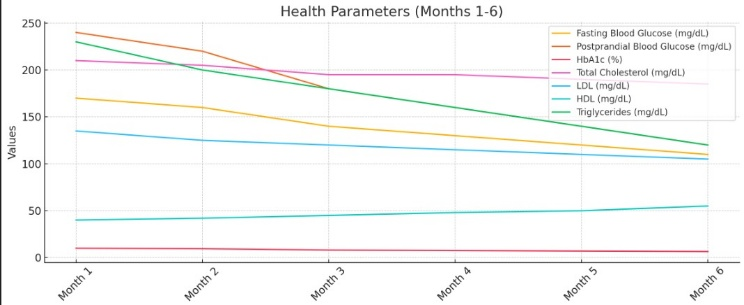 Health Parameters (Months 1-6)
Fasting Blood Glucose (mg/dL)
Postprandial Blood Glucose (mg/dL)
HbA1c (%)
Total Cholesterol (mg/dL)
LDL (mg/dL)
HDL (mg/dL)
Triglycerides (mg/dL)
Values
250
200
150
100
50
0
Month 1
Month 2
Month 3
Month 4
Month 5
Month 6